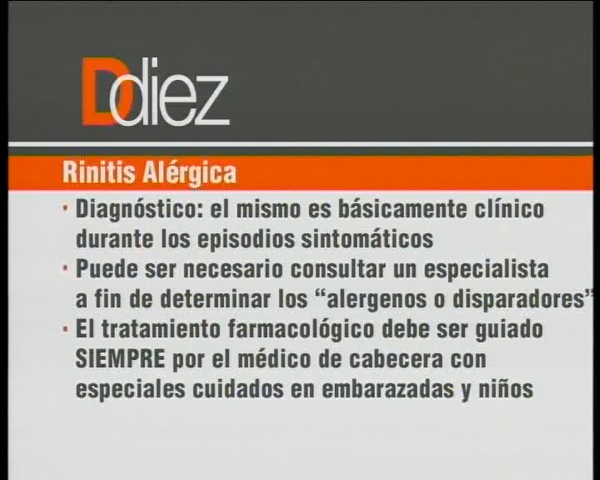 Ddiez
Rinitis Alérgica
· Diagnóstico: el mismo es básicamente clínico
durante los episodios sintomáticos
· Puede ser necesario consultar un especialista
a fin de determinar los “alergenos o disparadores”
· El tratamiento farmacológico debe ser guiado
SIEMPRE por el médico de cabecera con
especiales cuidados en embarazadas y niños